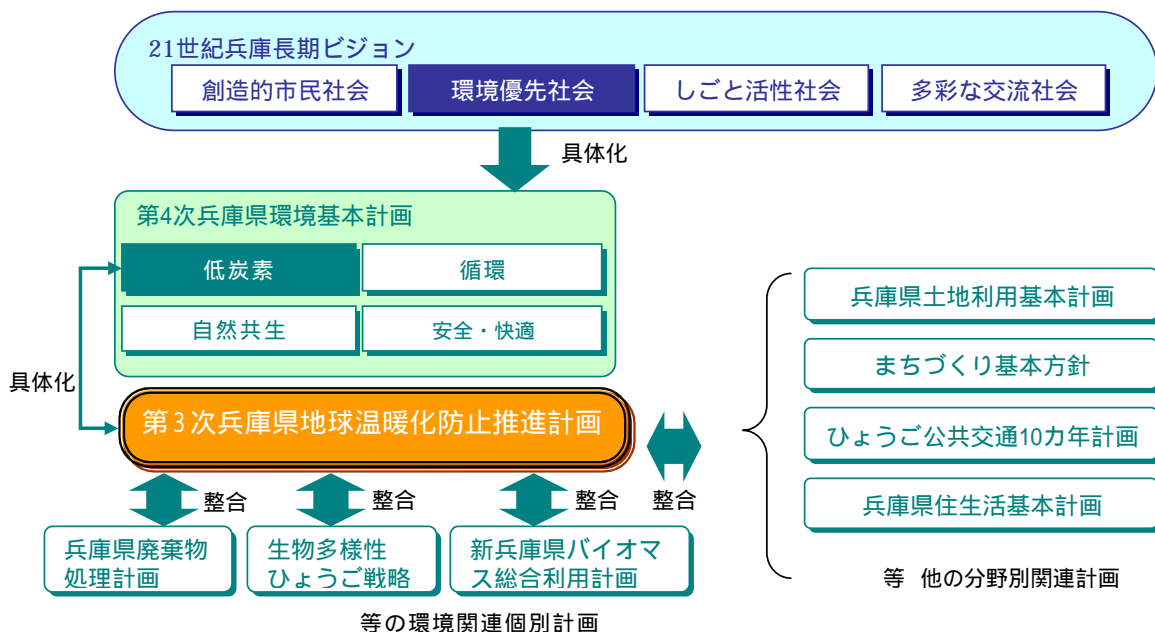 21世紀兵庫長期ビジョン
創造的市民社会
環境優先社会
しごと活性社会
多彩な交流社会
具体化
第4次兵庫県環境基本計画
低炭素
循環
自然共生
安全・快適
具体化
第３次兵庫県地球温暖化防止推進計画
整合
整合
整合
整合
兵庫県廃棄物
処理計画
生物多様性
ひょうご戦略
新兵庫県バイオマ
ス総合利用計画
等の環境関連個別計画
兵庫県土地利用基本計画
まちづくり基本方針
ひょうご公共交通10カ年計画
兵庫県住生活基本計画
等 他の分野別関連計画